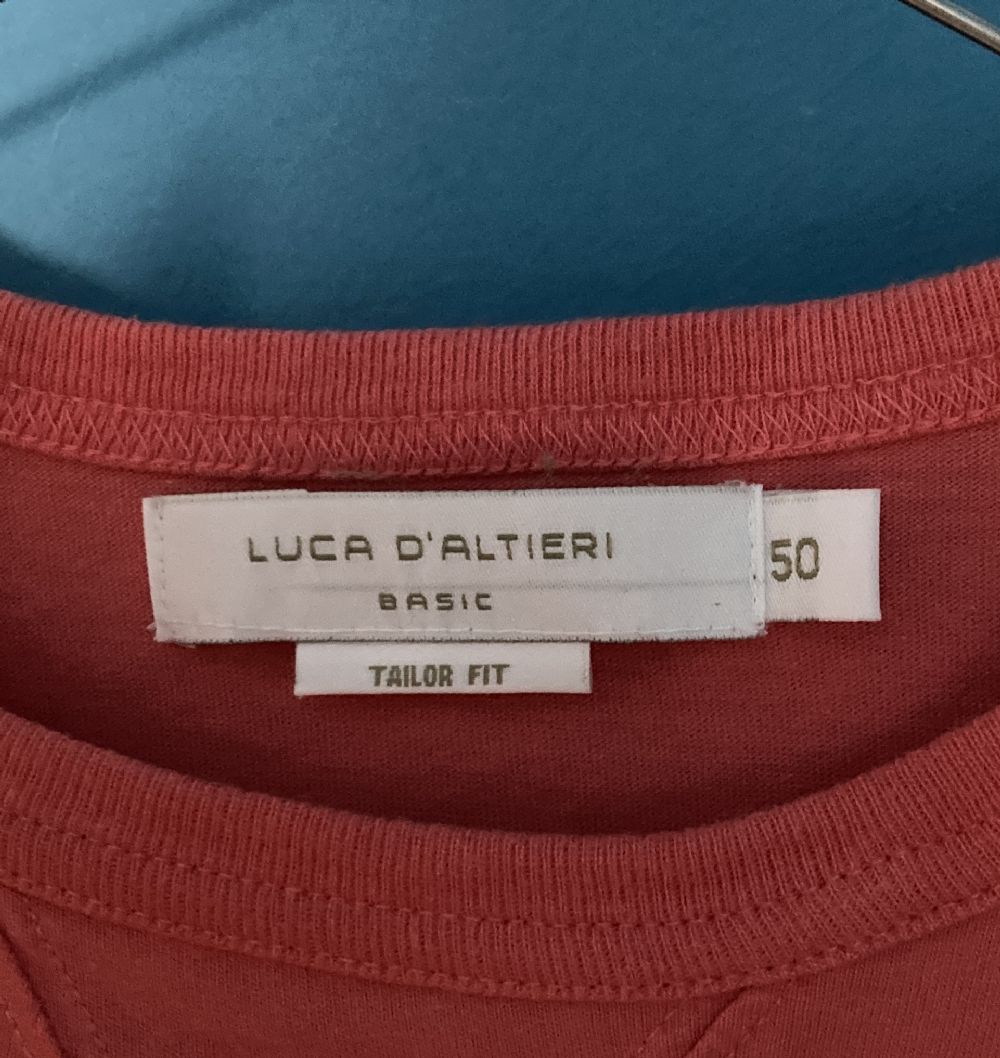 LUCA D'ALTIERI
BASIC
50
TAILOR FIT